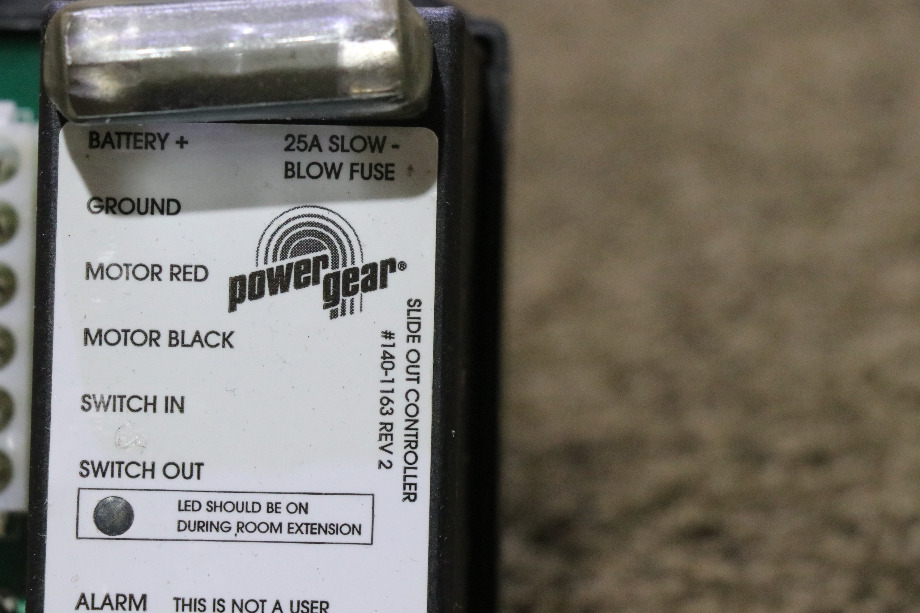 BATTERY +
25A SLOW -
BLOW FUSE
GROUND
MOTOR RED
power gear®
MOTOR BLACK
SLIDE OUT CONTROLLER
#140-1163 REV 2
SWITCH IN
SWITCH OUT
LED SHOULD BE ON
DURING ROOM EXTENSION
ALARM
THIS IS NOT A USER